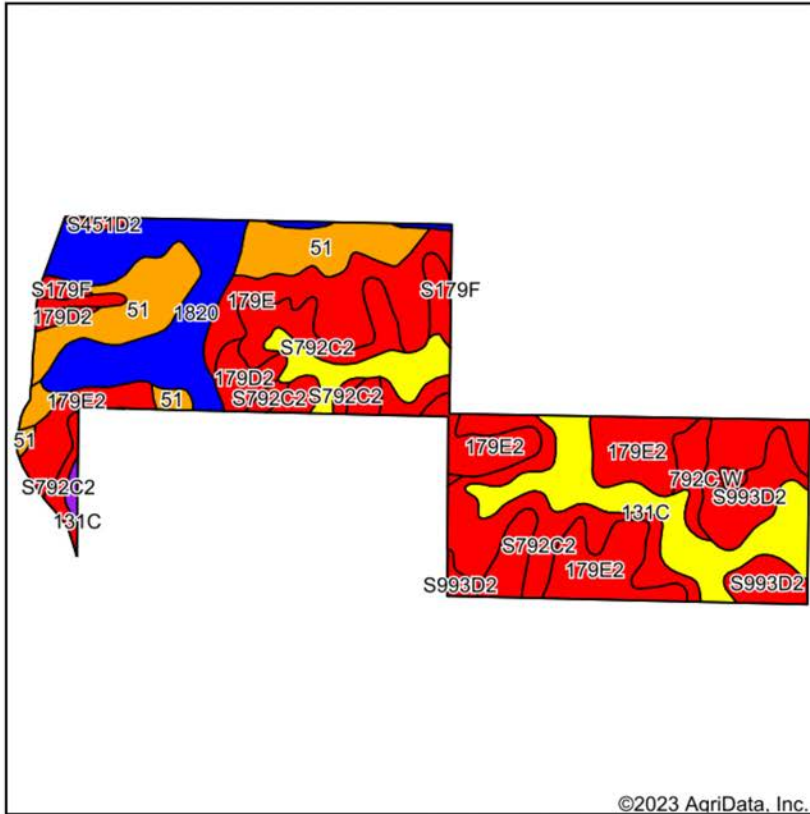 S451D2
51
S179F
S179F
179E
51
1820
179D2
S792C2
179D2
179E2
51
S792C2
S792C2
51
179E2
179E2
792C
W
S792C2
S993D2
131C
131C
S792C2
179E2
S993D2
S993D2
©2023 AgriData, Inc.